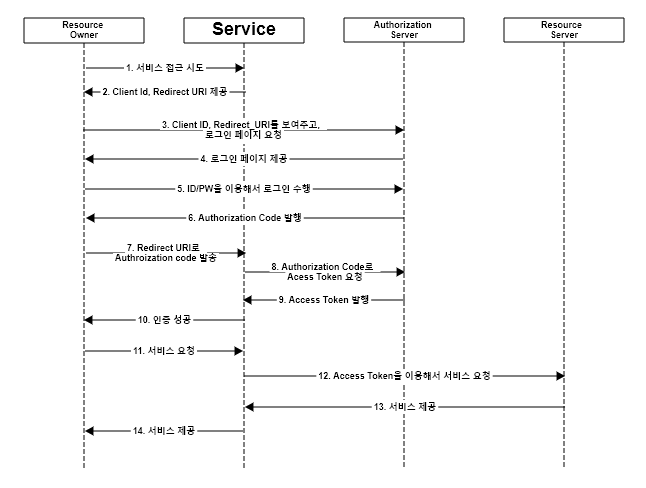 Resource
Owner
Service
Authorization
Server
Resource
Server
1. 서비스 접근 시도
2. Client Id, Redirect URI 제공
3. Client ID, Redirect_URI를 보여주고,
로그인 페이지 요청
4. 로그인 페이지 제공
5. ID/PW을 이용해서 로그인 수행
6. Authorization Code 발행
7. Redirect URI로
Authroization code 발송
8. Authorization Code로
Acess Token 요청
9. Access Token 발행
10. 인증 성공
11. 서비스 요청
12. Access Token을 이용해서 서비스 요청
13. 서비스 제공
14. 서비스 제공